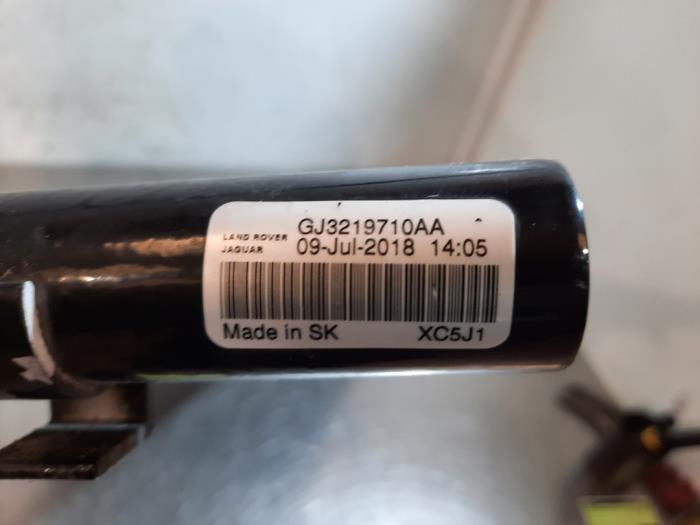 GJ3219710AA
LAND ROVER
JAGUAR
09-Jul-2018 14:05
Made in SK XC5J1